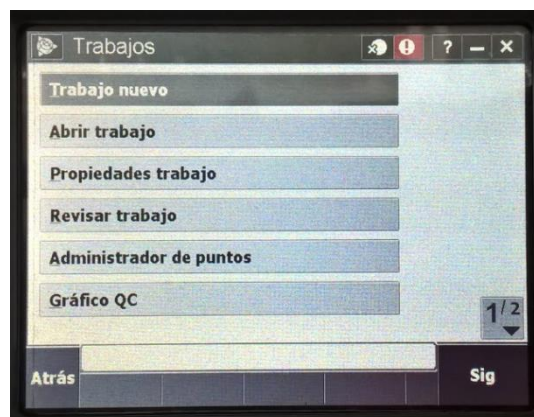 Trabajos ? – ×
Trabajo nuevo
Abrir trabajo
Propiedades trabajo
Revisar trabajo
Administrador de puntos
Gráfico QC
1/2
Atrás Sig